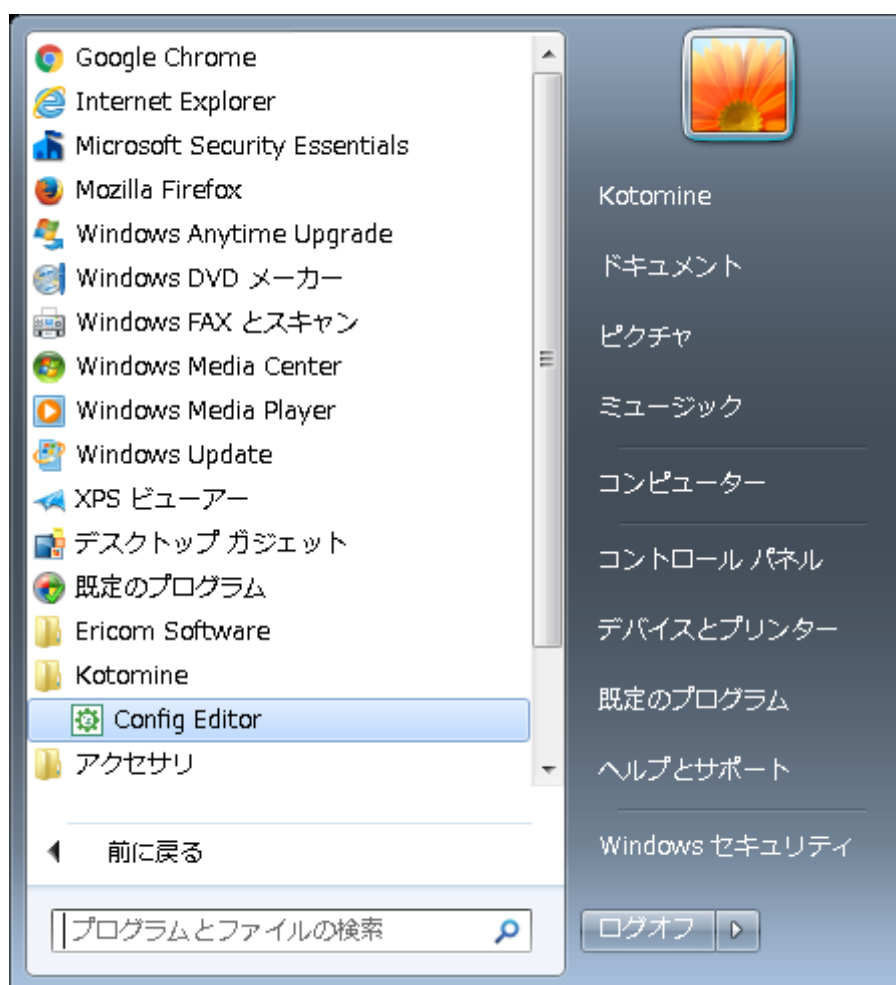 Google Chrome
Internet Explorer
Microsoft Security Essentials
Mozilla Firefox
Windows Anytime Upgrade
Windows DVD メーカー
Windows FAX とスキャン
Windows Media Center
Windows Media Player
Windows Update
XPS ビューアー
デスクトップ ガジェット
既定のプログラム
Ericom Software
Kotomine
Config Editor
アクセサリ
前に戻る
プログラムとファイルの検索
Kotomine
ドキュメント
ピクチャ
ミュージック
コンピューター
コントロール パネル
デバイスとプリンター
既定のプログラム
ヘルプとサポート
Windows セキュリティ
ログオフ